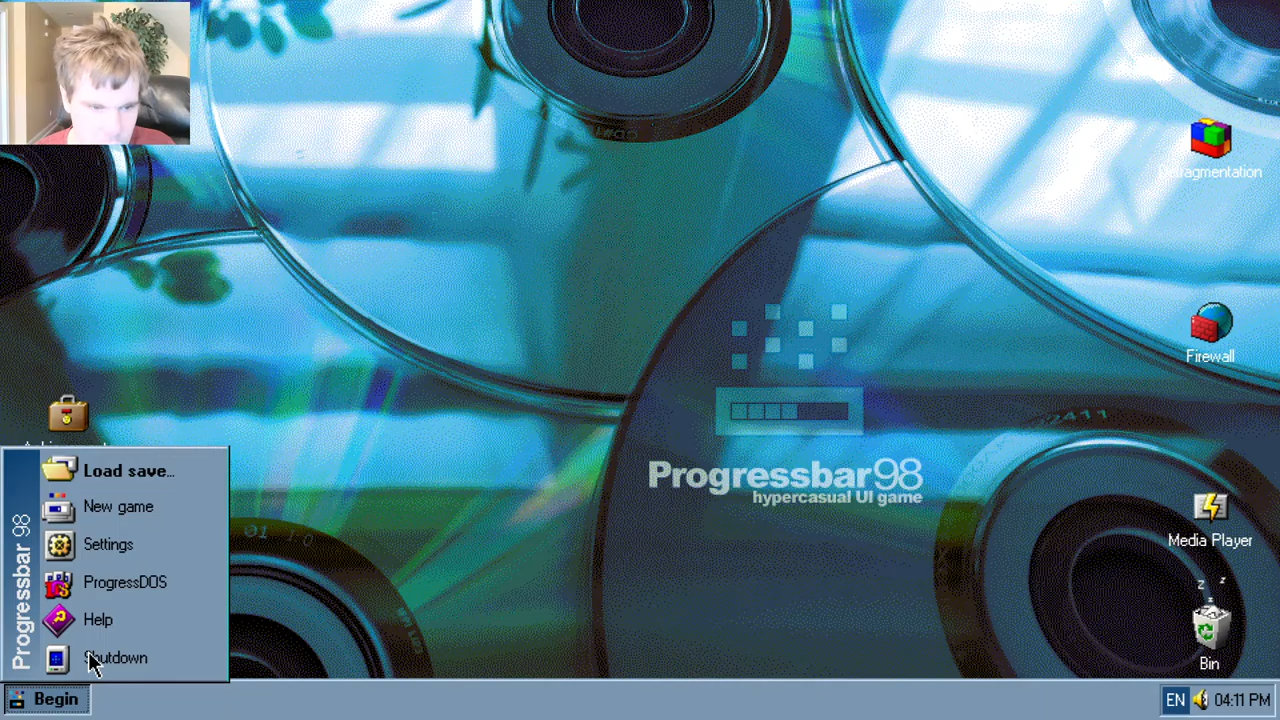 Defragmentation
Firewall
Progressbar98
hypercasual UI game
Load save...
New game
Settings
ProgressDOS
Help
Shutdown
Progressbar 98
Media Player
Bin
Begin
EN
04:11 PM